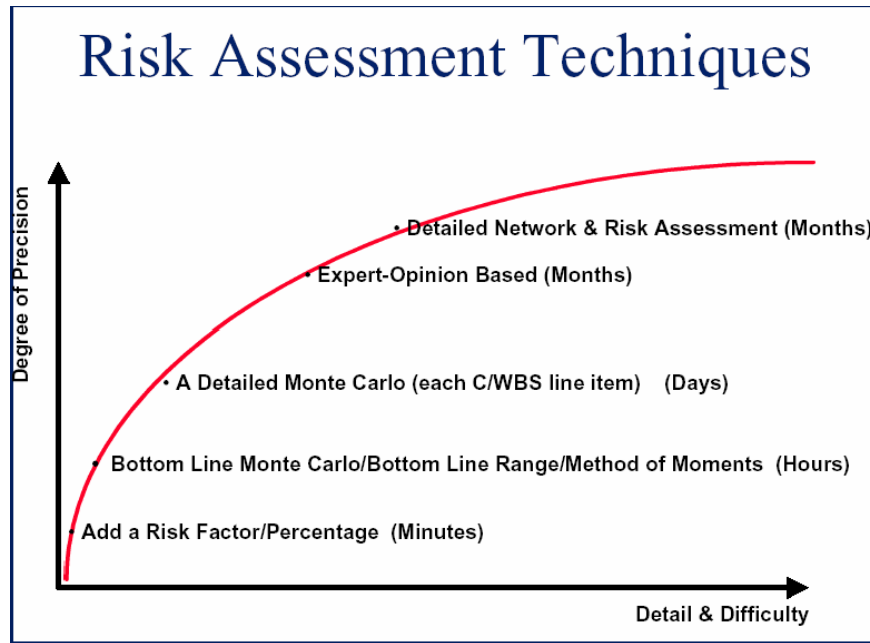 Risk Assessment Techniques
Degree of Precision
• Detailed Network & Risk Assessment (Months)
• Expert-Opinion Based (Months)
• A Detailed Monte Carlo (each C/WBS line item) (Days)
• Bottom Line Monte Carlo/Bottom Line Range/Method of Moments (Hours)
• Add a Risk Factor/Percentage (Minutes)
Detail & Difficulty